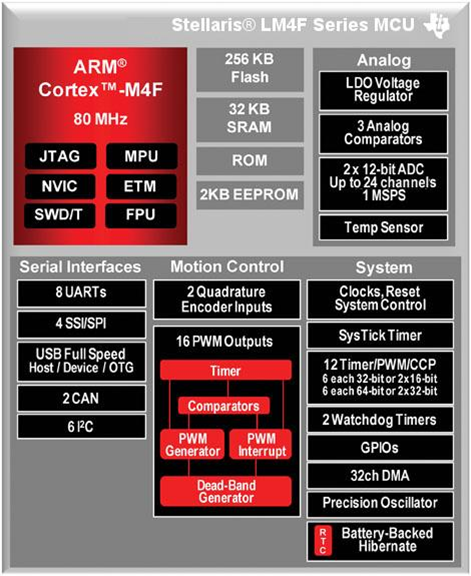 Stellaris® LM4F Series MCU
ARM®
Cortex™-M4F
80 MHz
JTAG
MPU
NVIC
ETM
SWD/T
FPU
256 KB
Flash
32 KB
SRAM
ROM
2KB EEPROM
Analog
LDO Voltage
Regulator
3 Analog
Comparators
2 x 12-bit ADC
Up to 24 channels
1 MSPS
Temp Sensor
Serial Interfaces
8 UARTs
4 SSI/SPI
USB Full Speed
Host / Device / OTG
2 CAN
6 I²C
Motion Control
2 Quadrature
Encoder Inputs
16 PWM Outputs
Timer
Comparators
PWM
Generator
PWM
Interrupt
Dead-Band
Generator
System
Clocks, Reset
System Control
SysTick Timer
12 Timer/PWM/CCP
6 each 32-bit or 2x16-bit
6 each 64-bit or 2x32-bit
2 Watchdog Timers
GPIOs
32ch DMA
Precision Oscillator
RTC
Battery-Backed
Hibernate